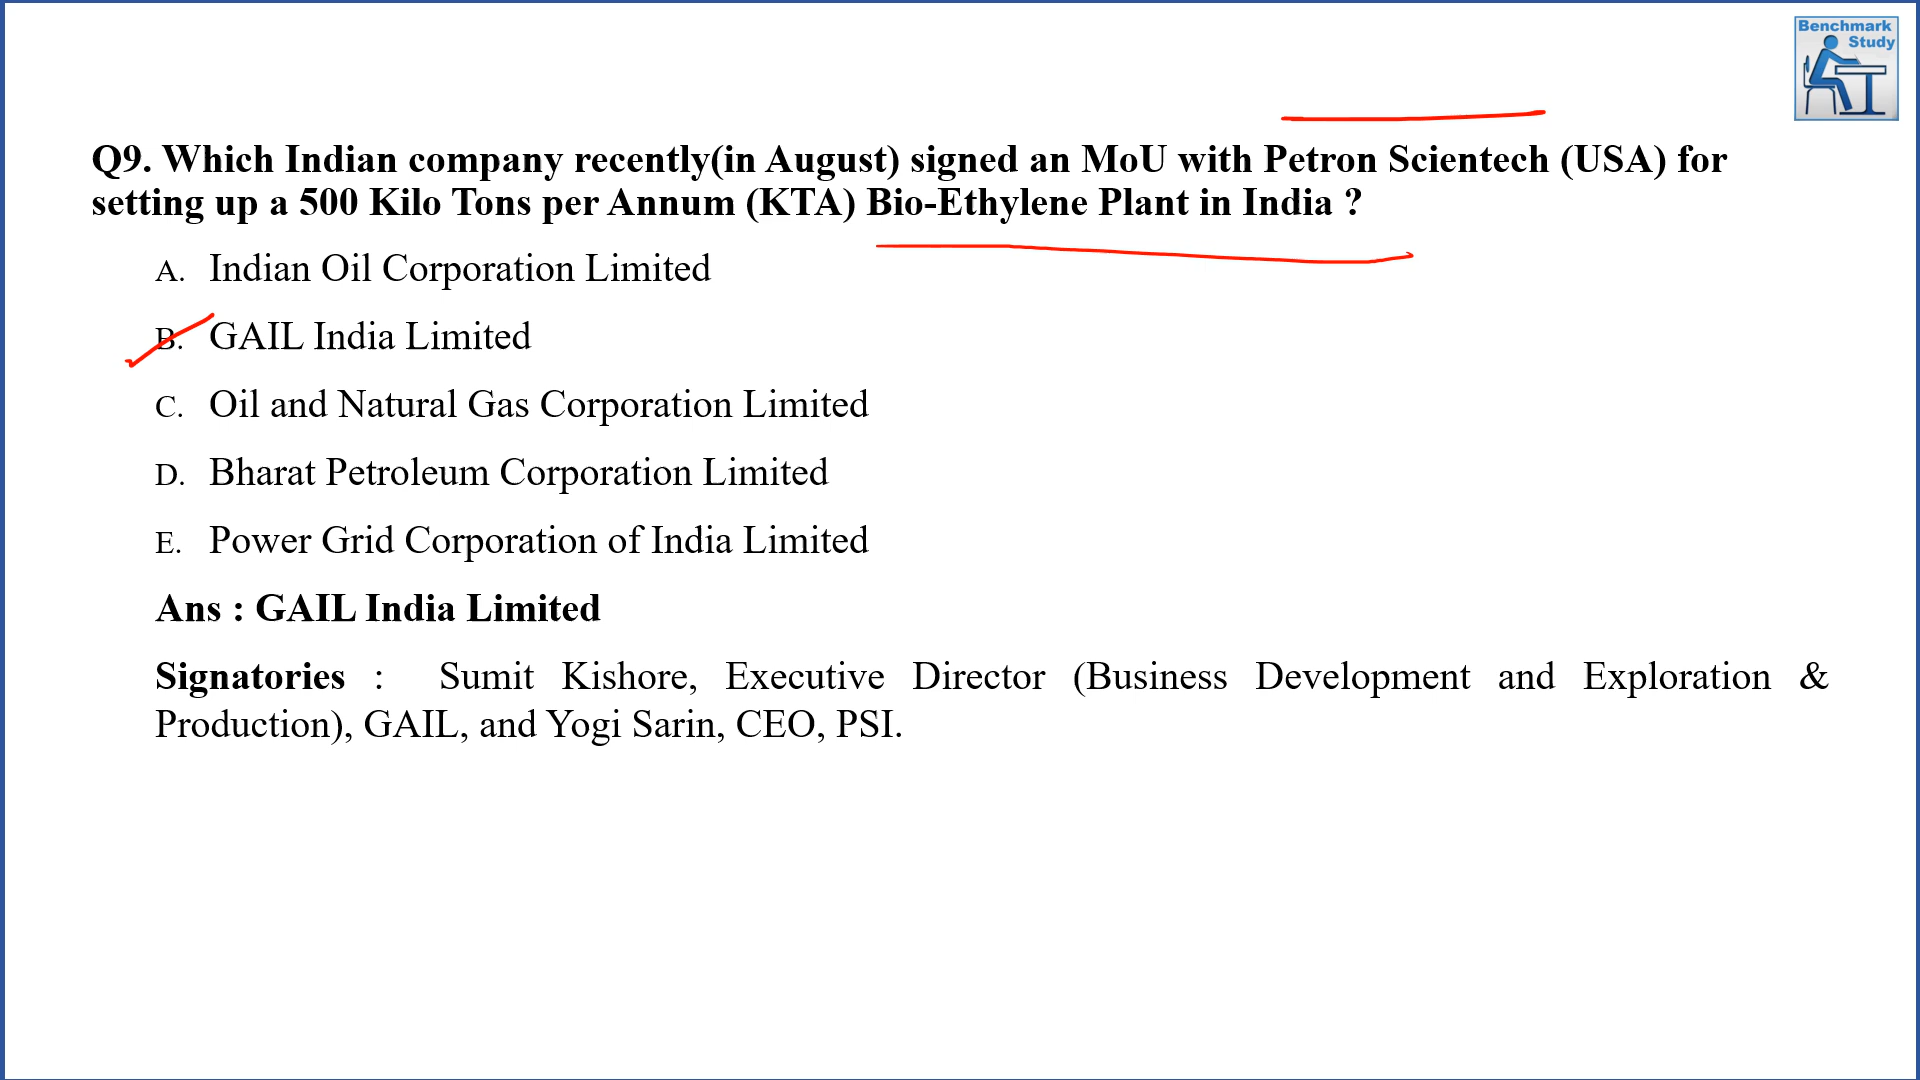 Benchmark
Study
Q9. Which Indian company recently(in August) signed an MoU with Petron Scientech (USA) for
setting up a 500 Kilo Tons per Annum (KTA) Bio-Ethylene Plant in India ?
A. Indian Oil Corporation Limited
B. GAIL India Limited
C. Oil and Natural Gas Corporation Limited
D. Bharat Petroleum Corporation Limited
E. Power Grid Corporation of India Limited
Ans : GAIL India Limited
Signatories : Sumit Kishore, Executive Director (Business Development and Exploration &
Production), GAIL, and Yogi Sarin, CEO, PSI.